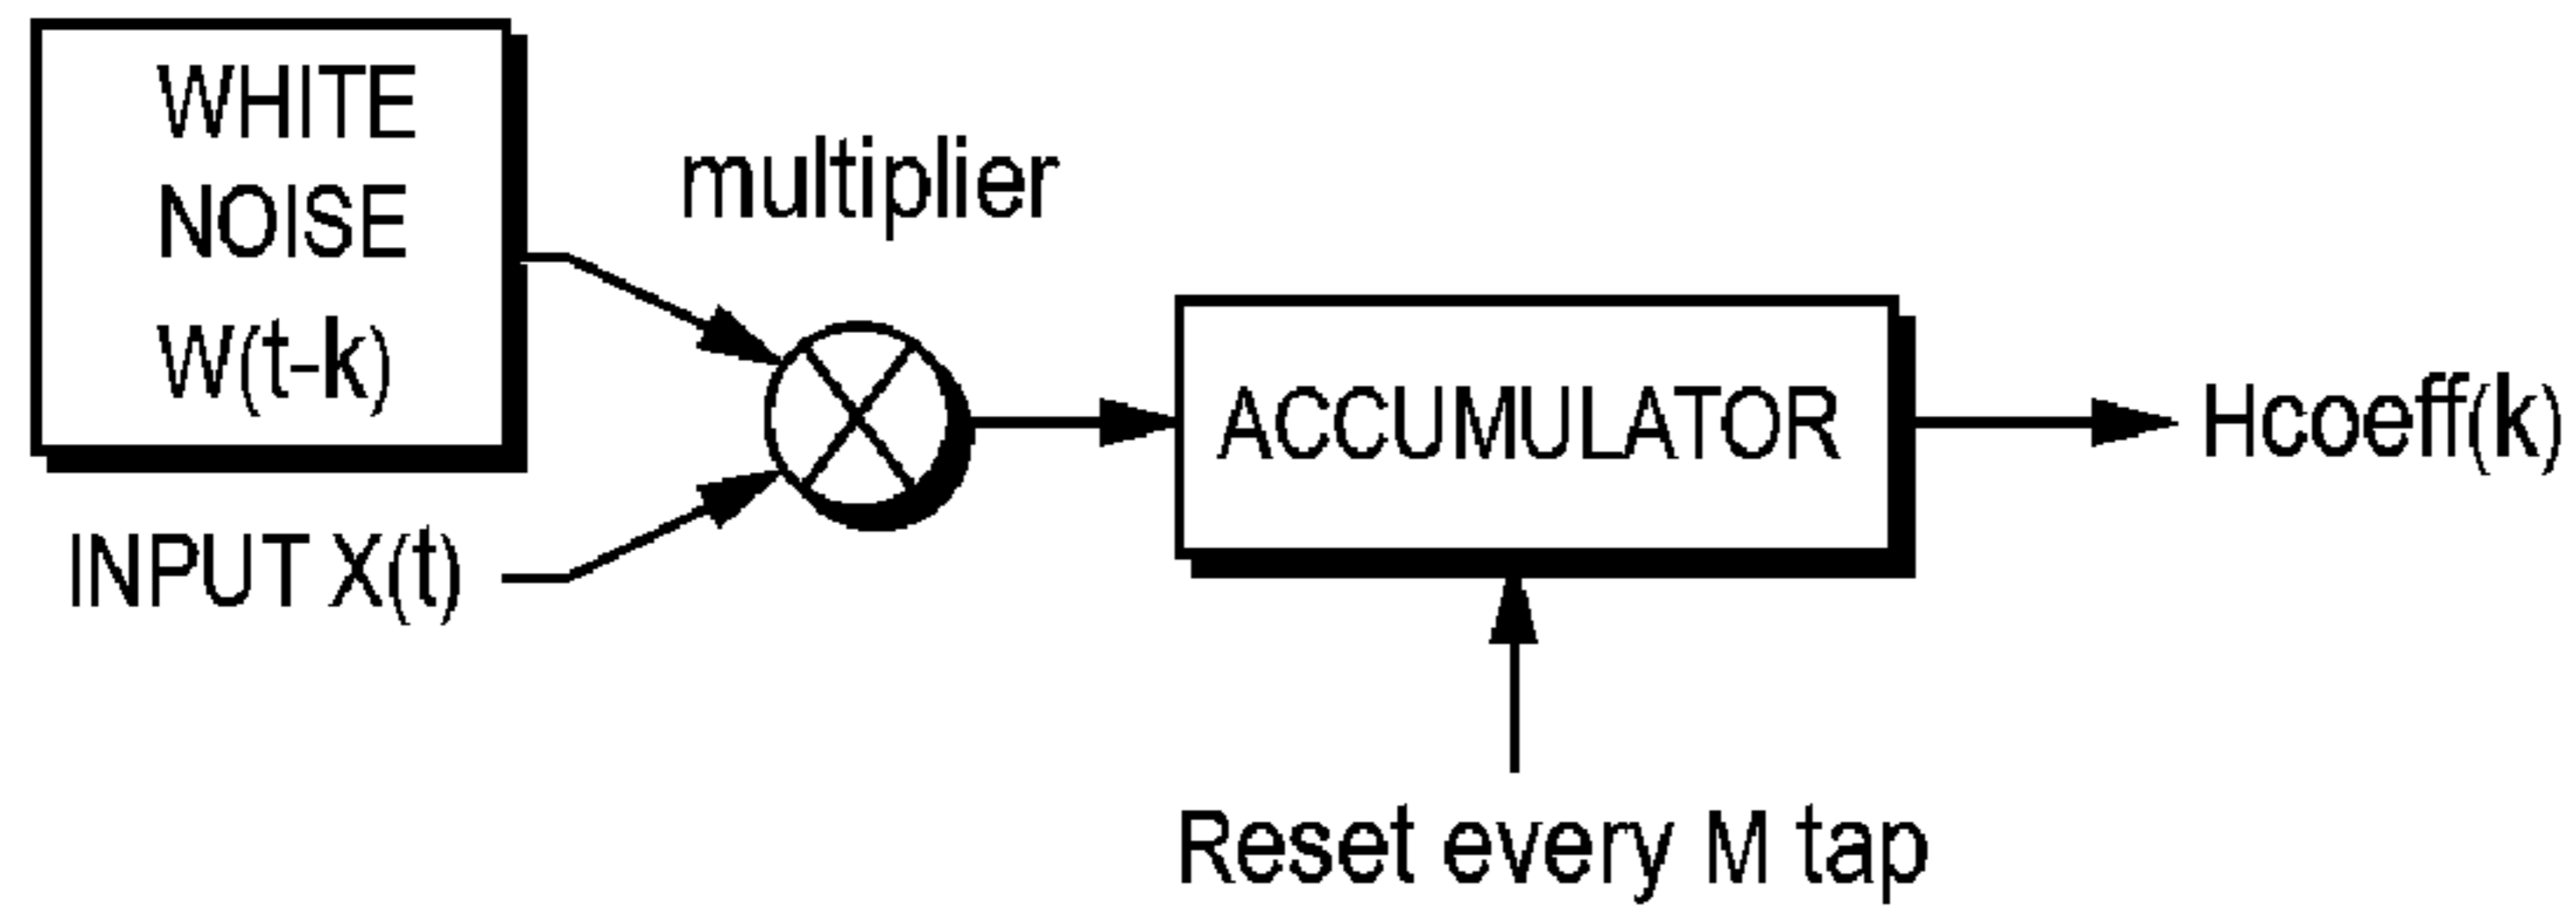 WHITE
NOISE
W(t-k)
multiplier
INPUT X(t)
ACCUMULATOR
Hcoeff(k)
Reset every M tap